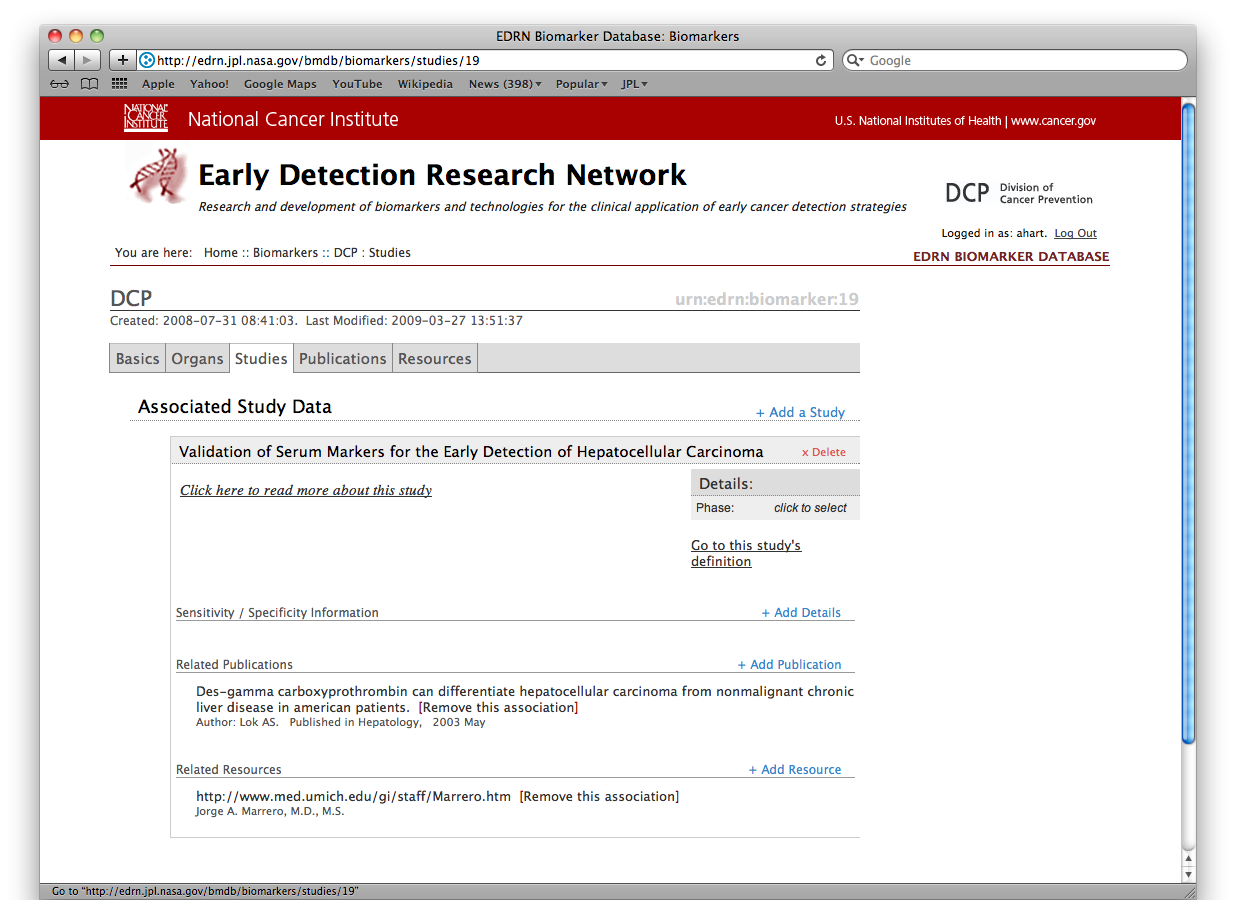 EDRN Biomarker Database: Biomarkers
http://edrn.jpl.nasa.gov/bmdb/biomarkers/studies/19
Google
Apple Yahoo! Google Maps YouTube Wikipedia News (398) Popular JPL
NATIONAL CANCER INSTITUTE
National Cancer Institute
U.S. National Institutes of Health | www.cancer.gov
Early Detection Research Network
Research and development of biomarkers and technologies for the clinical application of early cancer detection strategies
DCP Division of
Cancer Prevention
Logged in as: ahart. Log Out
You are here: Home :: Biomarkers :: DCP : Studies
EDRN BIOMARKER DATABASE
DCP urn:edrn:biomarker:19
Created: 2008-07-31 08:41:03. Last Modified: 2009-03-27 13:51:37
Basics Organs Studies Publications Resources
Associated Study Data
+ Add a Study
Validation of Serum Markers for the Early Detection of Hepatocellular Carcinoma x Delete
Click here to read more about this study
Details:
Phase: click to select
Go to this study's
definition
Sensitivity / Specificity Information + Add Details
Related Publications + Add Publication
Des-gamma carboxyprothrombin can differentiate hepatocellular carcinoma from nonmalignant chronic
liver disease in american patients. [Remove this association]
Author: Lok AS. Published in Hepatology, 2003 May
Related Resources + Add Resource
http://www.med.umich.edu/gi/staff/Marrero.htm [Remove this association]
Jorge A. Marrero, M.D., M.S.
Go to "http://edrn.jpl.nasa.gov/bmdb/biomarkers/studies/19"